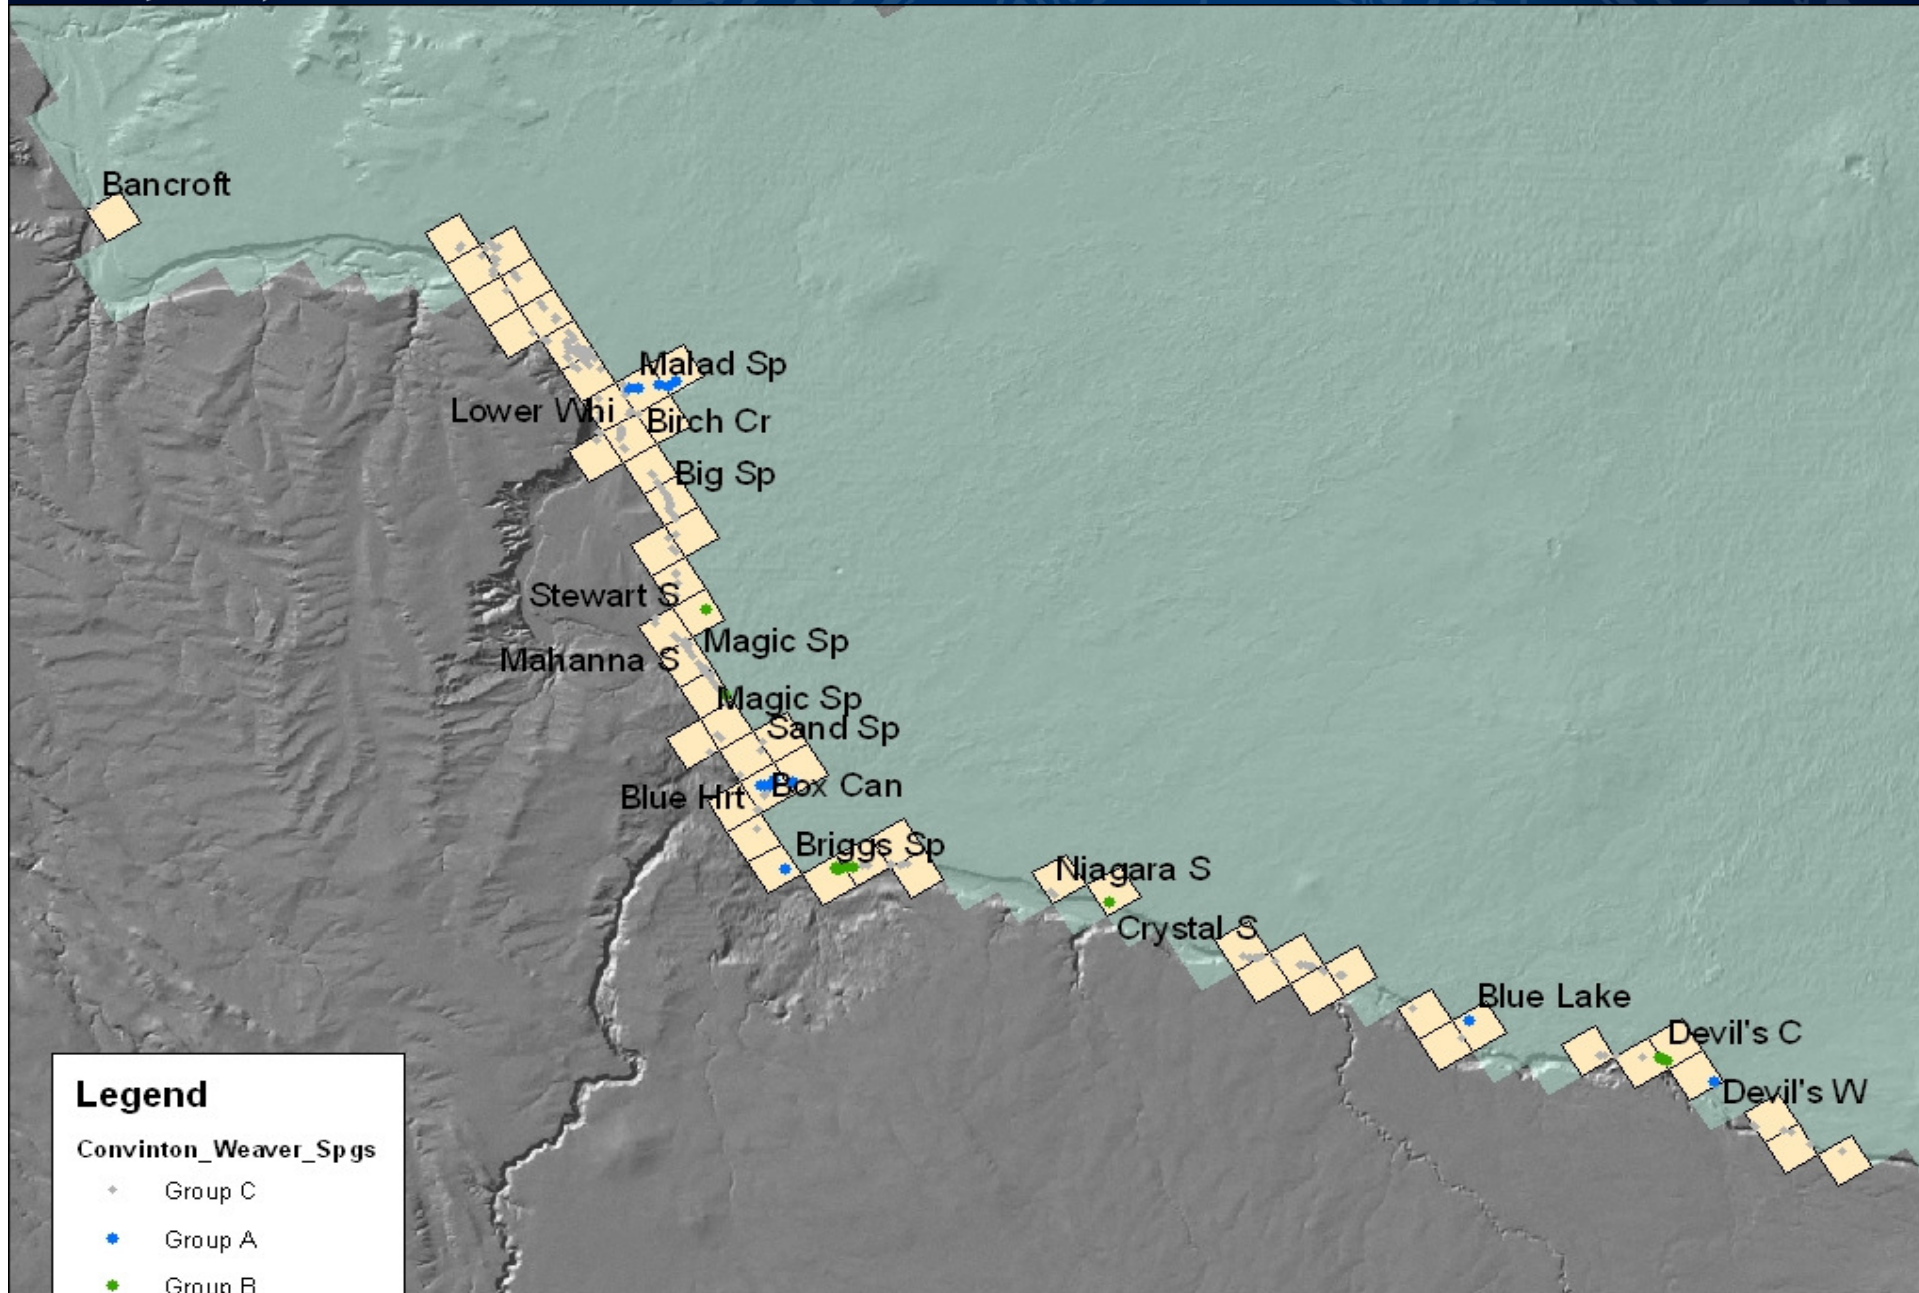 Bancroft
Malad Sp
Lower Whi
Birch Cr
Big Sp
Stewart S
Magic Sp
Mahanna S
Magic Sp
Sand Sp
Box Can
Blue Hrt
Briggs Sp
Niagara S
Crystal S
Blue Lake
Devil's C
Devil's W
Legend
Convinton_Weaver_Spgs
Group C
Group A
Group B